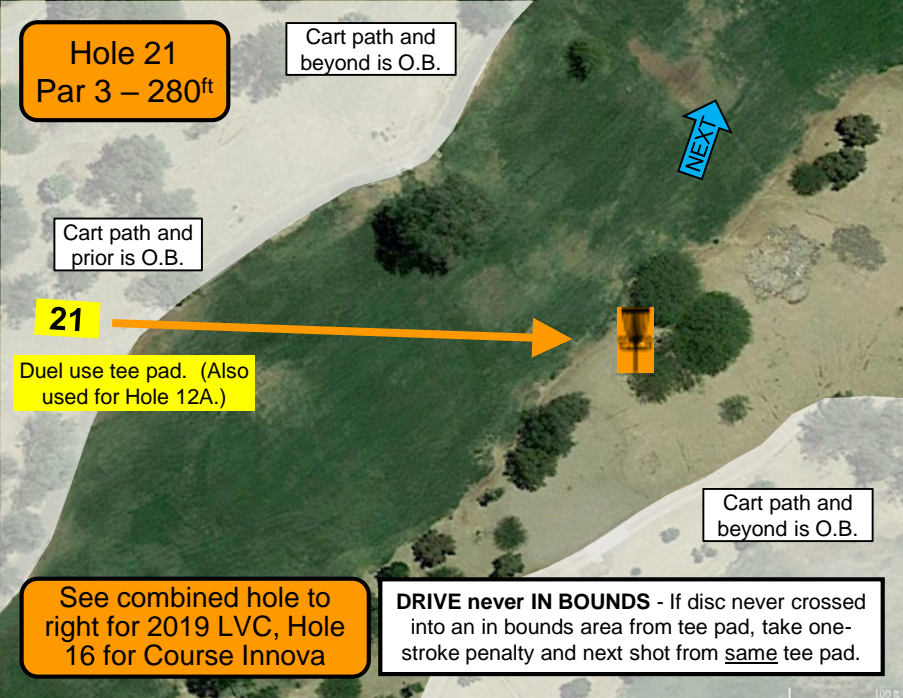 Hole 21
Par 3 – 280ft
Cart path and
beyond is O.B.
NEXT
Cart path and
prior is O.B.
21
Duel use tee pad. (Also
used for Hole 12A.)
Cart path and
beyond is O.B.
See combined hole to
right for 2019 LVC, Hole
16 for Course Innova
DRIVE never IN BOUNDS - If disc never crossed
into an in bounds area from tee pad, take one-
stroke penalty and next shot from same tee pad.
100 ft